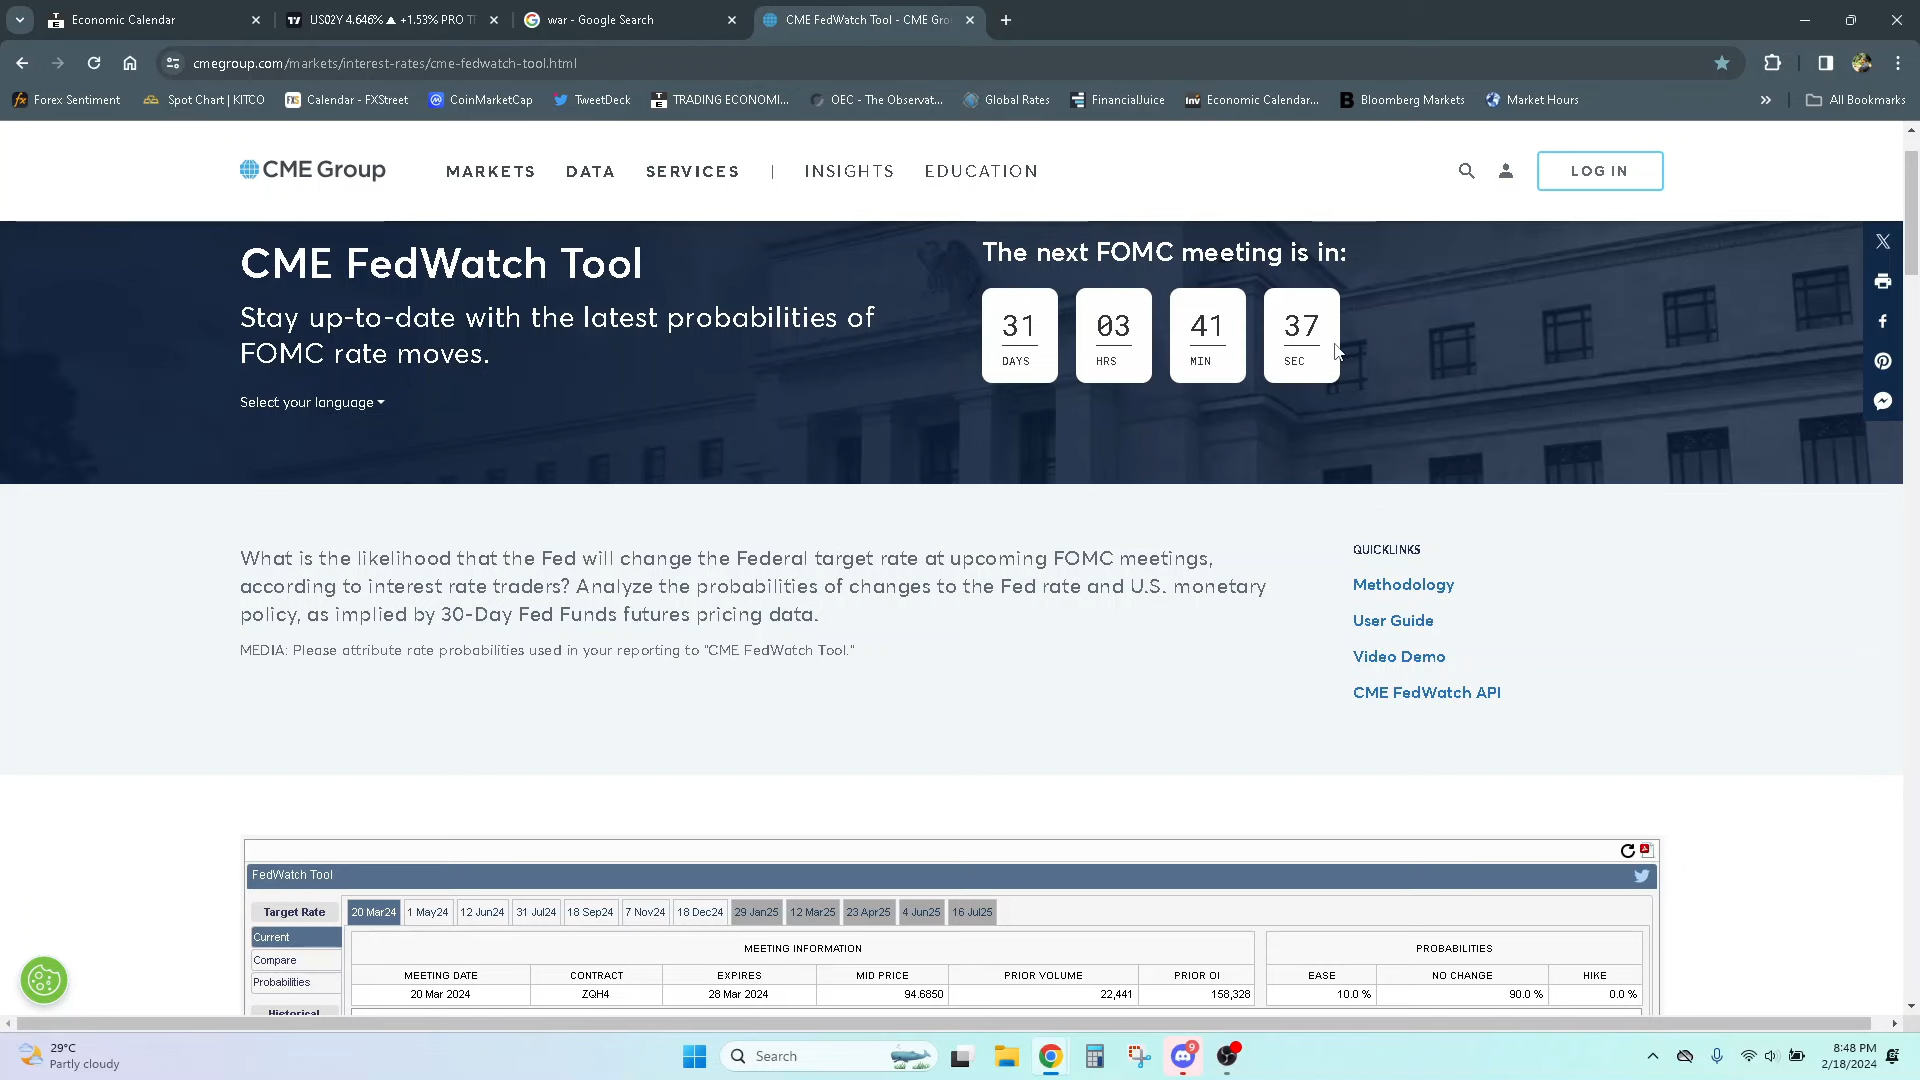 Economic Calendar
US02Y 4.646% ▲ +1.53% PRO T
war - Google Search
CME FedWatch Tool - CME Gro
cmegroup.com/markets/interest-rates/cme-fedwatch-tool.html
Forex Sentiment
Spot Chart | KITCO
Calendar - FXStreet
CoinMarketCap
TweetDeck
TRADING ECONOMI...
OEC - The Observat...
Global Rates
FinancialJuice
Economic Calendar...
Bloomberg Markets
Market Hours
»
All Bookmarks
CME Group
MARKETS DATA SERVICES | INSIGHTS EDUCATION
LOG IN
CME FedWatch Tool
Stay up-to-date with the latest probabilities of
FOMC rate moves.
Select your language
The next FOMC meeting is in:
31 03 41 37
DAYS HRS MIN SEC
What is the likelihood that the Fed will change the Federal target rate at upcoming FOMC meetings,
according to interest rate traders? Analyze the probabilities of changes to the Fed rate and U.S. monetary
policy, as implied by 30-Day Fed Funds futures pricing data.
MEDIA: Please attribute rate probabilities used in your reporting to "CME FedWatch Tool."
QUICKLINKS
Methodology
User Guide
Video Demo
CME FedWatch API
FedWatch Tool
Target Rate
Current
Compare
Probabilities
Historical
20 Mar24 1 May24 12 Jun24 31 Jul24 18 Sep24 7 Nov24 18 Dec24 29 Jan25 12 Mar25 23 Apr25 4 Jun25 16 Jul25
MEETING INFORMATION
MEETING DATE CONTRACT EXPIRES MID PRICE PRIOR VOLUME PRIOR OI
20 Mar 2024 ZQH4 28 Mar 2024 94.6850 22,441 158,328
PROBABILITIES
EASE NO CHANGE HIKE
10.0 % 90.0 % 0.0 %
29°C
Partly cloudy
Search
9
8:48 PM
2/18/2024